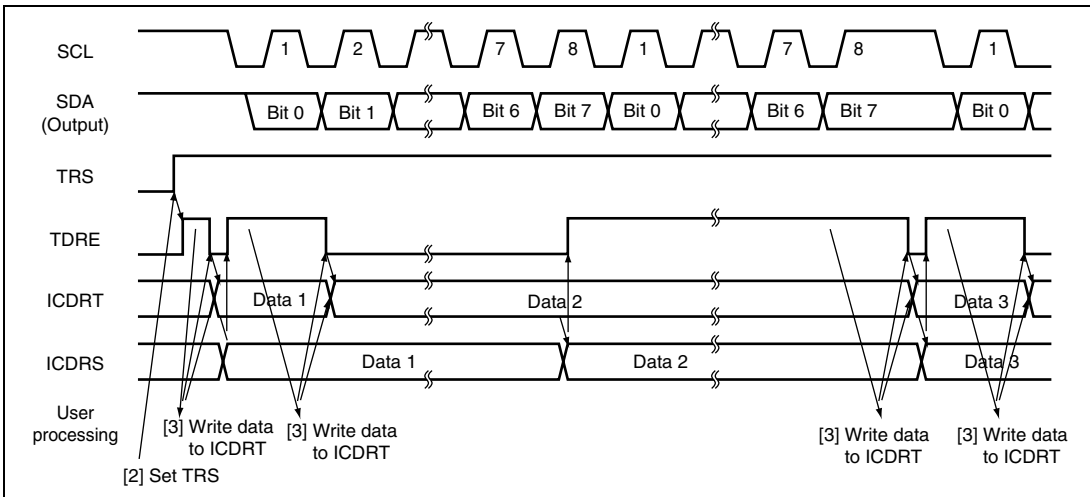 SCL 1 2 7 8 1 7 8 1
SDA
(Output)
Bit 0 Bit 1 Bit 6 Bit 7 Bit 0 Bit 6 Bit 7 Bit 0
TRS
TDRE
ICDRT Data 1 Data 2 Data 3
ICDRS Data 1 Data 2 Data 3
User
processing
[3] Write data
to ICDRT
[3] Write data
to ICDRT
[3] Write data
to ICDRT
[3] Write data
to ICDRT
[2] Set TRS